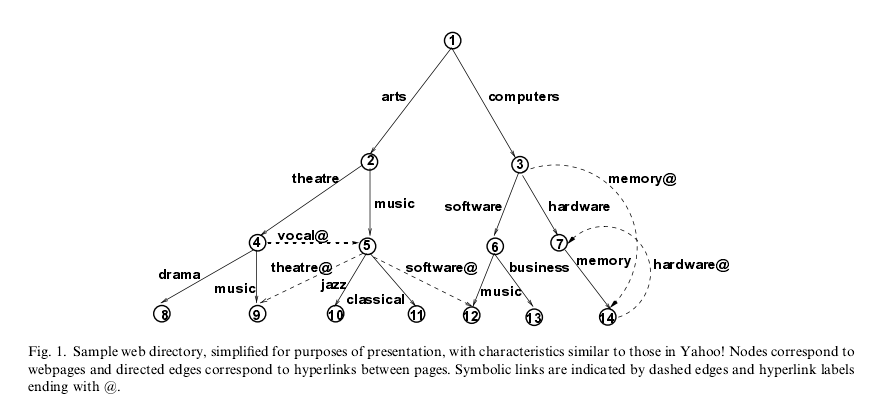 1
arts
computers
2
3
theatre
memory@
music
software
hardware
4
vocal@
5
6
7
theatre@
software@
business
memory
hardware@
drama
music
jazz
classical
music
8
9
10
11
12
13
14
Fig. 1. Sample web directory, simplified for purposes of presentation, with characteristics similar to those in Yahoo! Nodes correspond to
webpages and directed edges correspond to hyperlinks between pages. Symbolic links are indicated by dashed edges and hyperlink labels
ending with @.